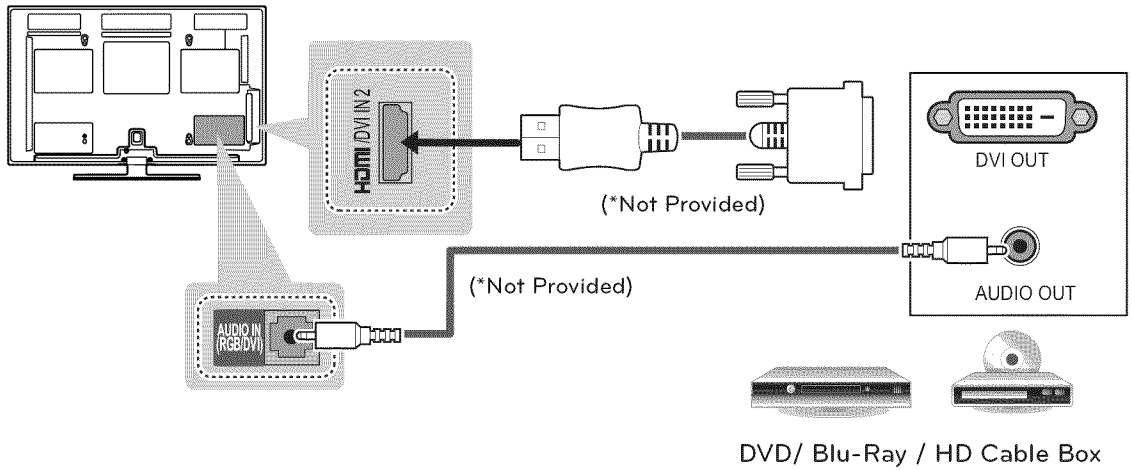 HDMI /DVI IN 2
(*Not Provided)
DVI OUT
(*Not Provided)
AUDIO OUT
AUDIO IN
(RGB/DVI)
DVD/ Blu-Ray / HD Cable Box